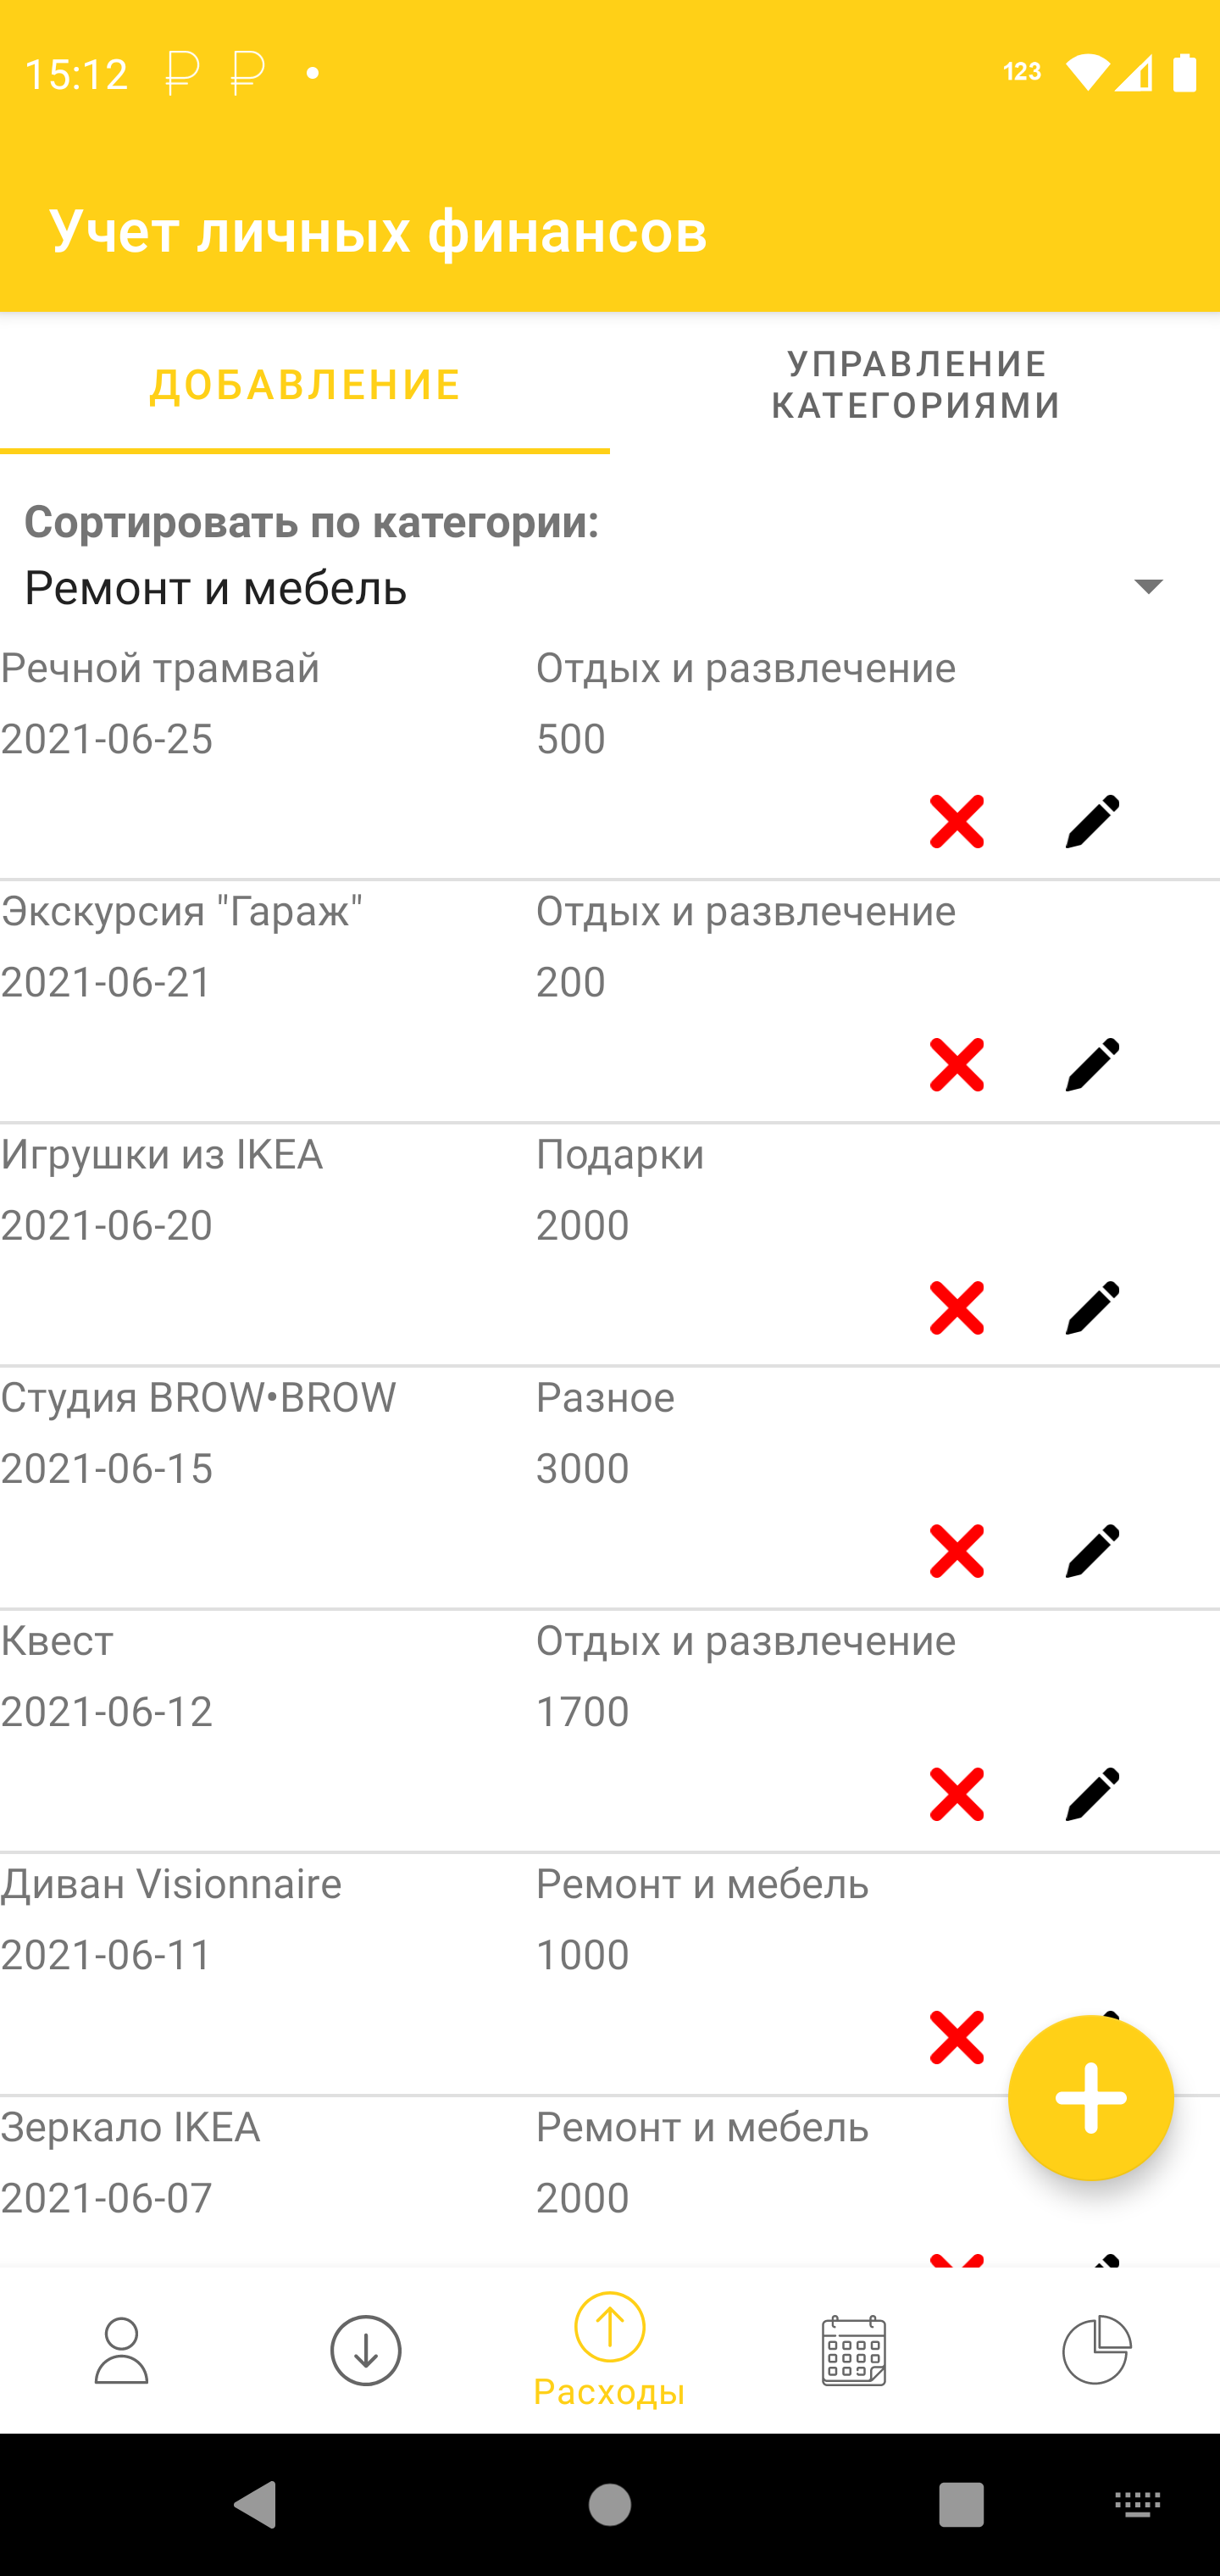 15:12
123
Учет личных финансов
ДОБАВЛЕНИЕ
УПРАВЛЕНИЕ
КАТЕГОРИЯМИ
Сортировать по категории:
Ремонт и мебель
Речной трамвай Отдых и развлечение
2021-06-25 500
Экскурсия "Гараж" Отдых и развлечение
2021-06-21 200
Игрушки из IKEA Подарки
2021-06-20 2000
Студия BROW•BROW Разное
2021-06-15 3000
Квест Отдых и развлечение
2021-06-12 1700
Диван Visionnaire Ремонт и мебель
2021-06-11 1000
Зеркало IKEA Ремонт и мебель
2021-06-07 2000
Расходы